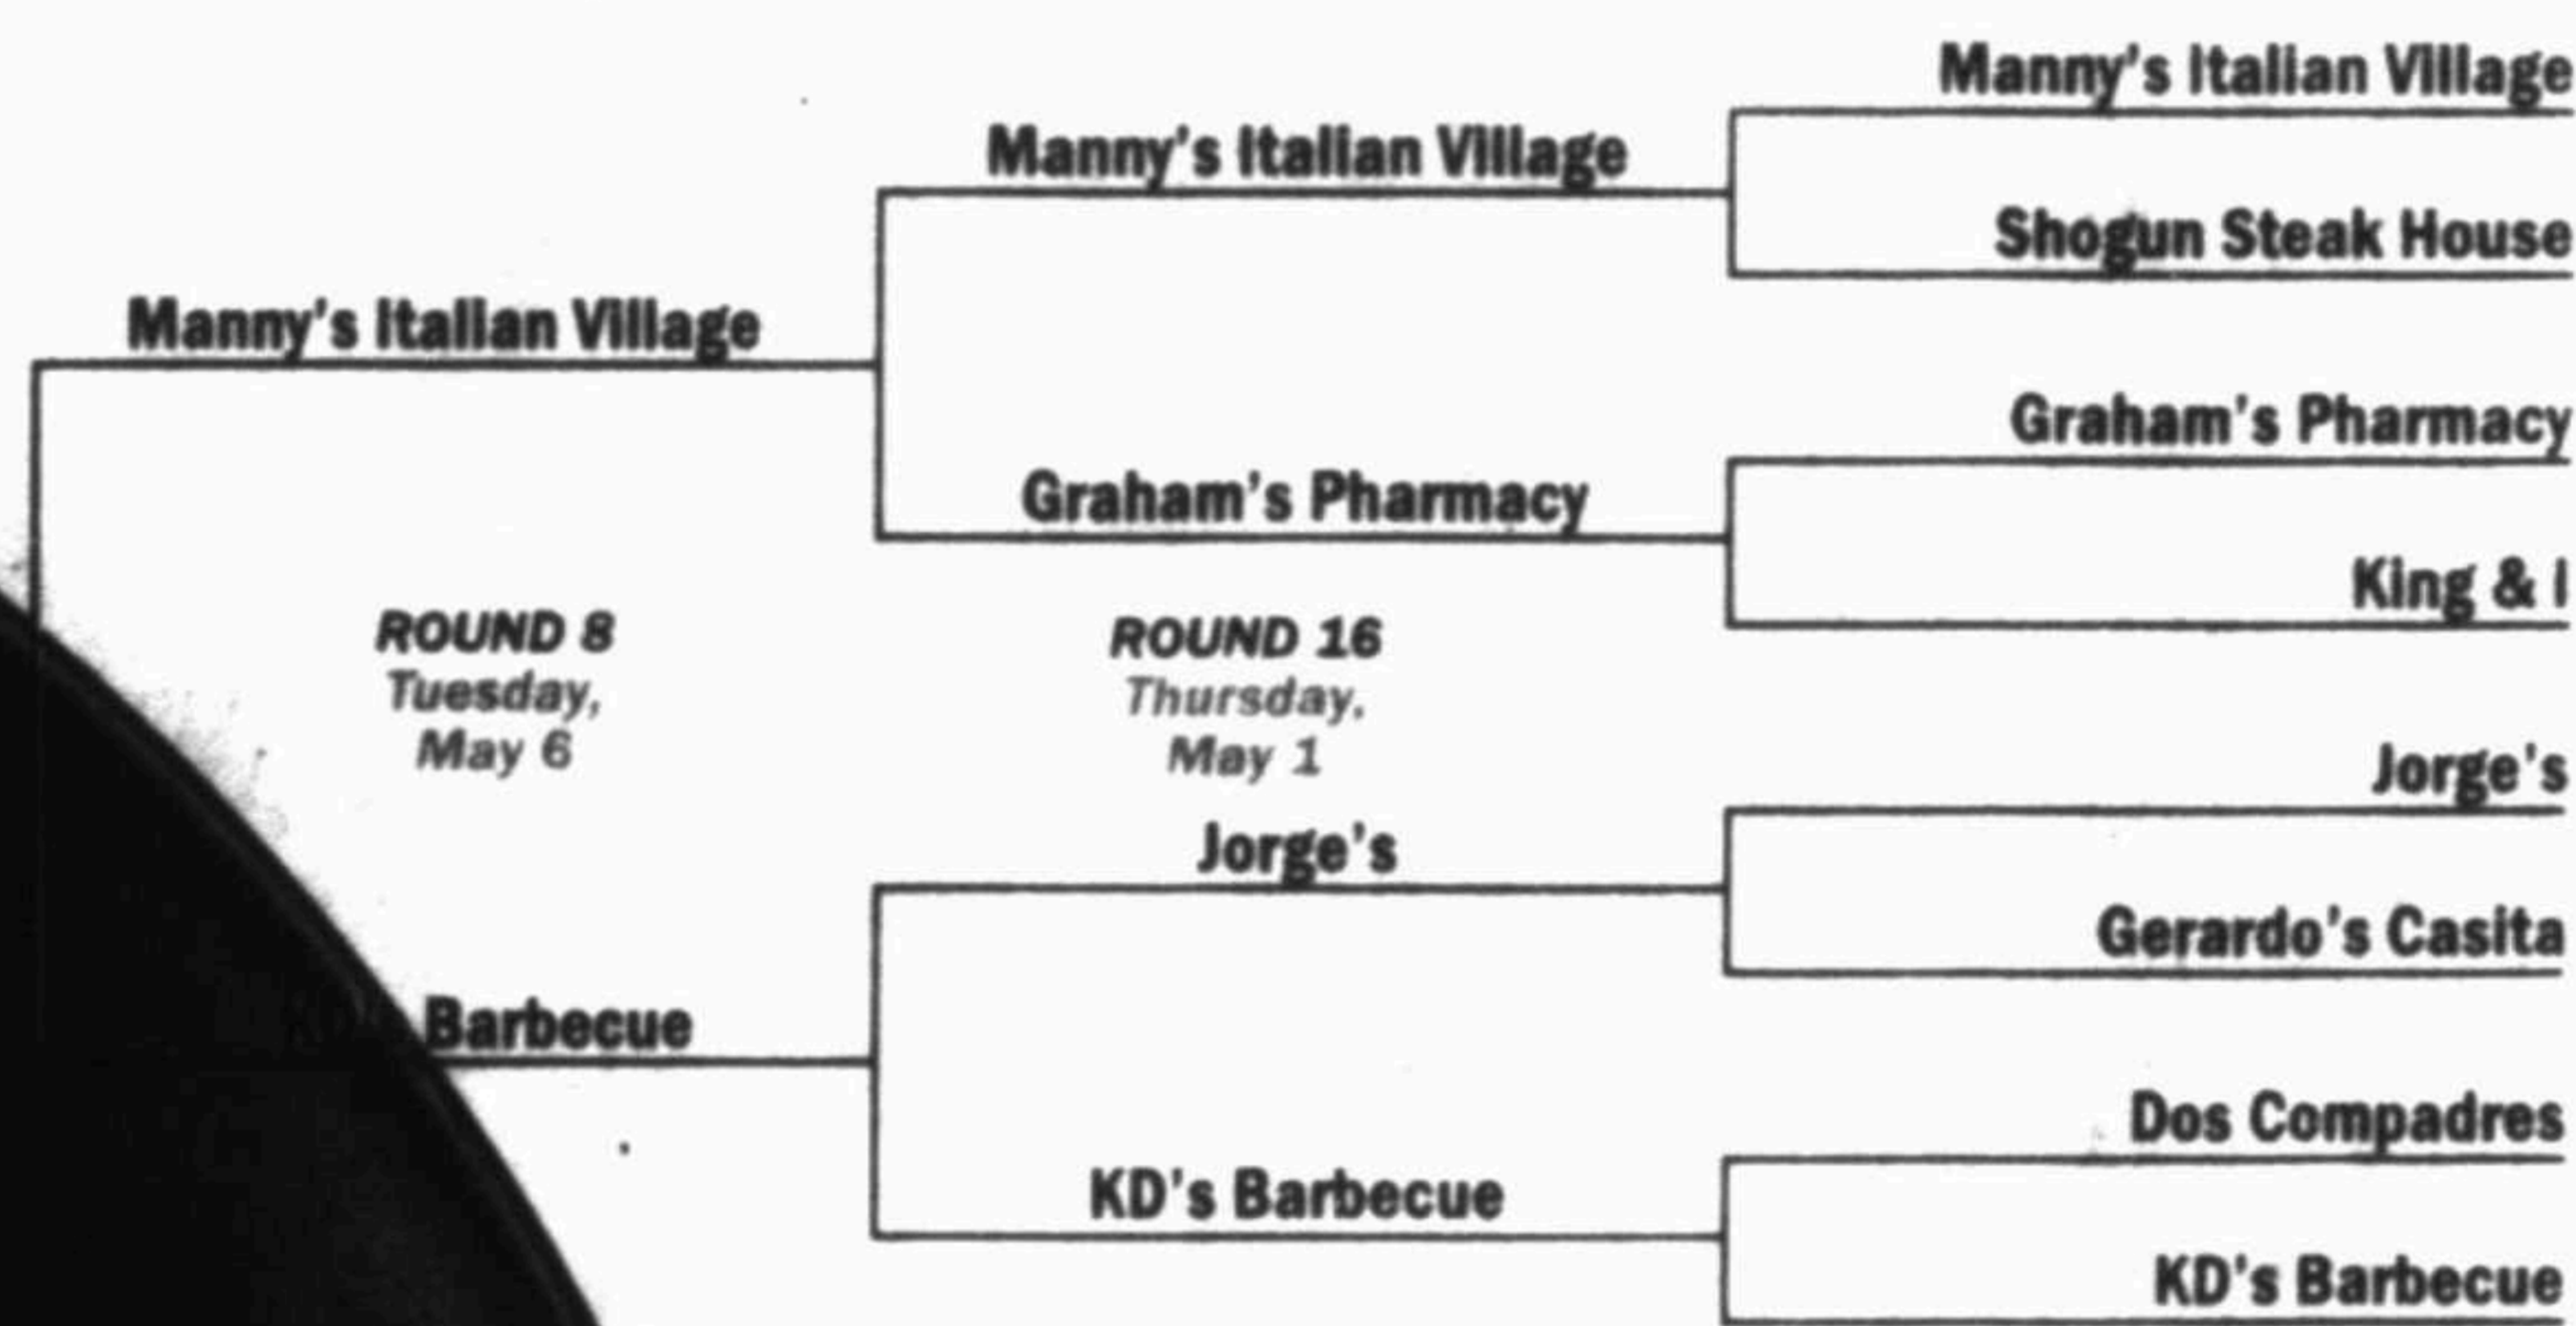 Manny's Italian Village
Manny's Italian Village
Shogun Steak House
Manny's Italian Village
Graham's Pharmacy
Graham's Pharmacy
King & I
ROUND 8
Tuesday,
May 6
ROUND 16
Thursday,
May 1
Jorge's
Jorge's
Gerardo's Casita
Barbecue
Dos Compadres
KD's Barbecue
KD's Barbecue